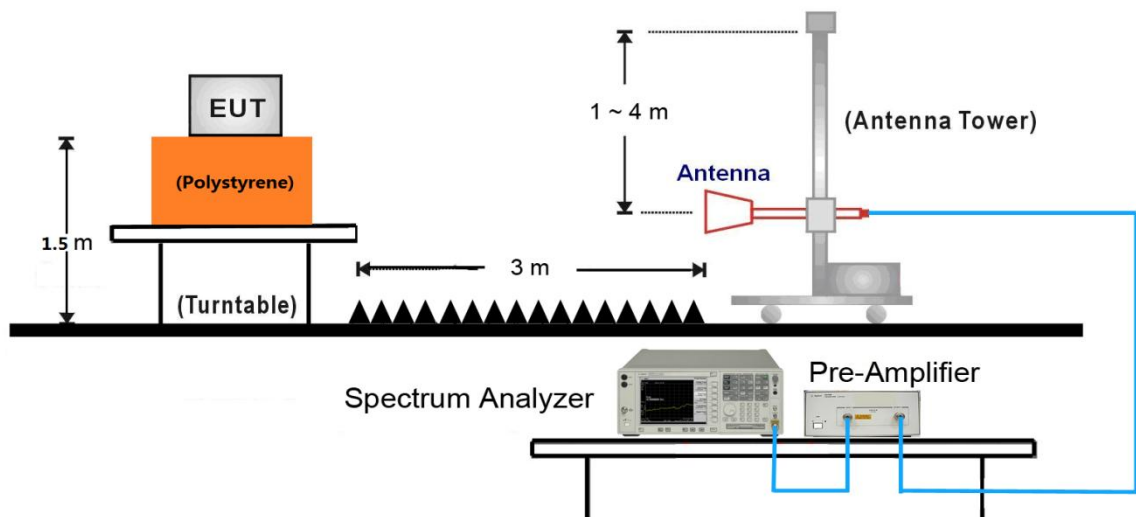 EUT
1 ~ 4 m
(Antenna Tower)
Antenna
(Polystyrene)
1.5 m
3 m
(Turntable)
Spectrum Analyzer
Pre-Amplifier